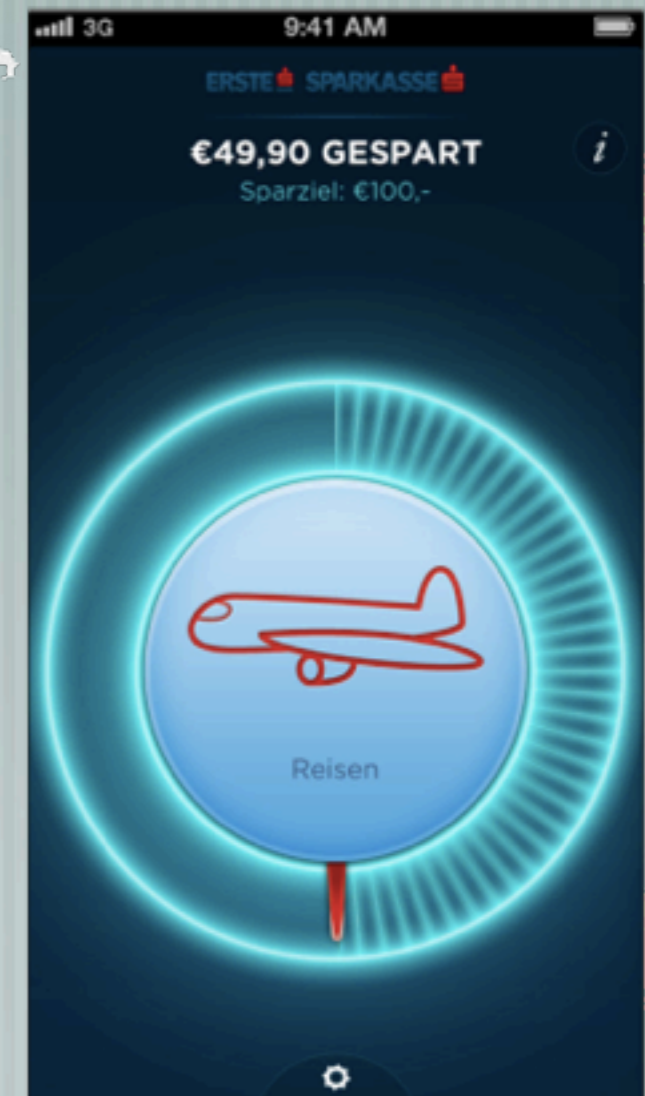 3G 9:41 AM
ERSTE SPARKASSE
€49,90 GESPART
i
Sparziel: €100,-
Reisen